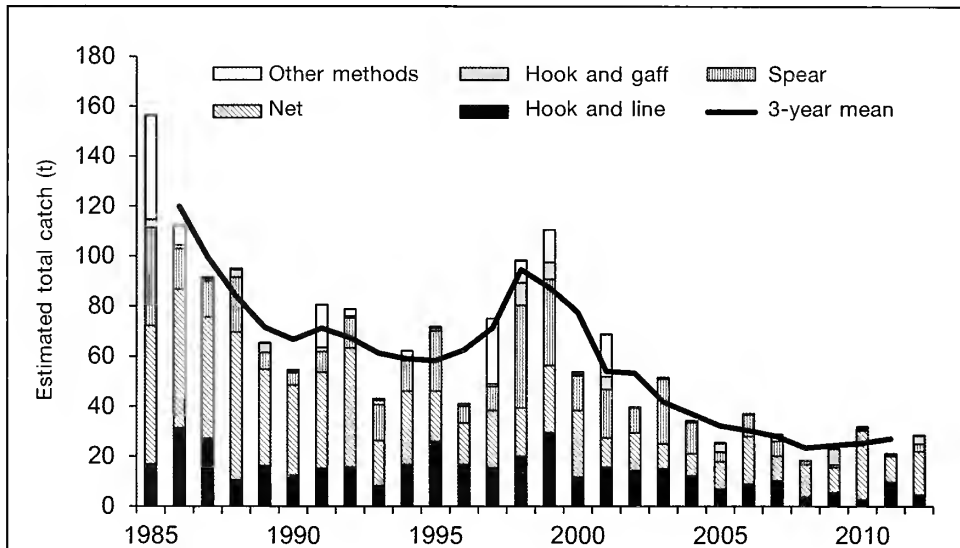 180
160
140
120
100
80
60
40
20
0
Estimated total catch (t)
Other methods
Hook and gaff
Spear
Net
Hook and line
3-year mean
1985
1990
1995
2000
2005
2010